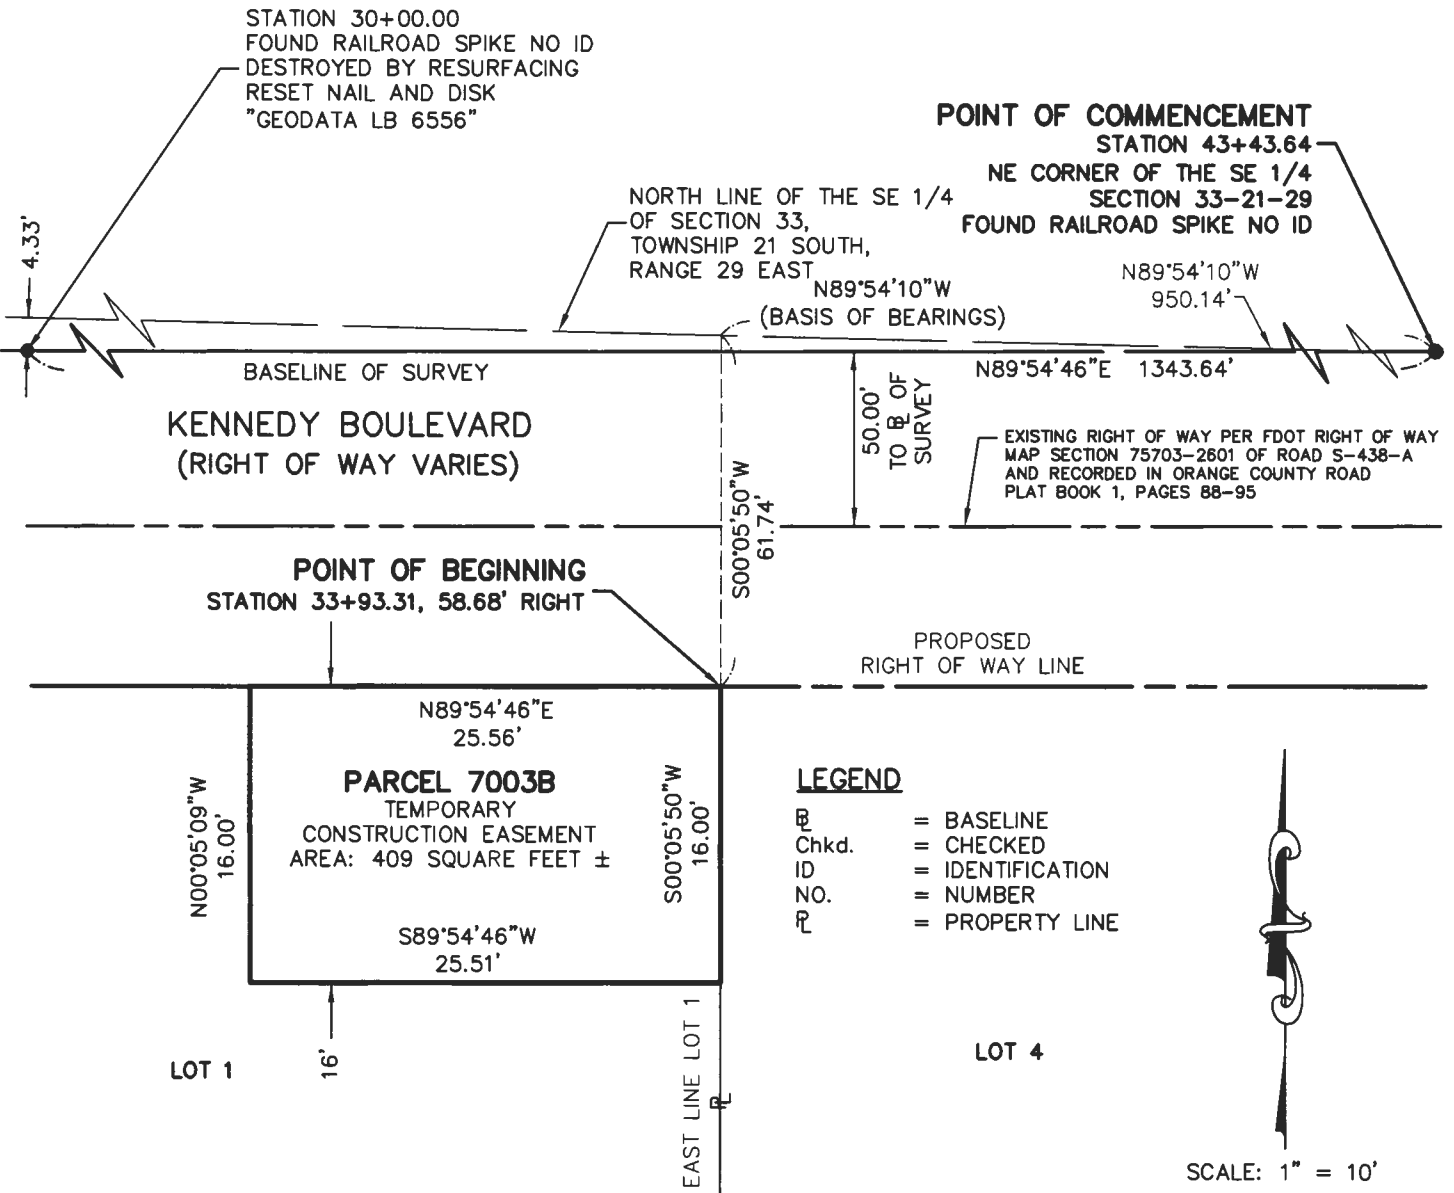 STATION 30+00.00
FOUND RAILROAD SPIKE NO ID
DESTROYED BY RESURFACING
RESET NAIL AND DISK
"GEODATA LB 6556"
POINT OF COMMENCEMENT
STATION 43+43.64
NE CORNER OF THE SE 1/4
SECTION 33-21-29
FOUND RAILROAD SPIKE NO ID
4.33'
NORTH LINE OF THE SE 1/4
OF SECTION 33,
TOWNSHIP 21 SOUTH,
RANGE 29 EAST
N89°54'10"W
(BASIS OF BEARINGS)
N89°54'10"W
950.14'
BASELINE OF SURVEY
N89°54'46"E 1343.64'
KENNEDY BOULEVARD
(RIGHT OF WAY VARIES)
50.00'
TO BL OF
SURVEY
EXISTING RIGHT OF WAY PER FDOT RIGHT OF WAY
MAP SECTION 75703-2601 OF ROAD S-438-A
AND RECORDED IN ORANGE COUNTY ROAD
PLAT BOOK 1, PAGES 88-95
S00°05'50"W
61.74'
POINT OF BEGINNING
STATION 33+93.31, 58.68' RIGHT
PROPOSED
RIGHT OF WAY LINE
N89°54'46"E
25.56'
PARCEL 7003B
TEMPORARY
CONSTRUCTION EASEMENT
AREA: 409 SQUARE FEET ±
N00°05'09"W
16.00'
S00°05'50"W
16.00'
S89°54'46"W
25.51'
LEGEND
BL = BASELINE
Chkd. = CHECKED
ID = IDENTIFICATION
NO. = NUMBER
PL = PROPERTY LINE
LOT 1
16'
EAST LINE LOT 1
PL
LOT 4
SCALE: 1" = 10'